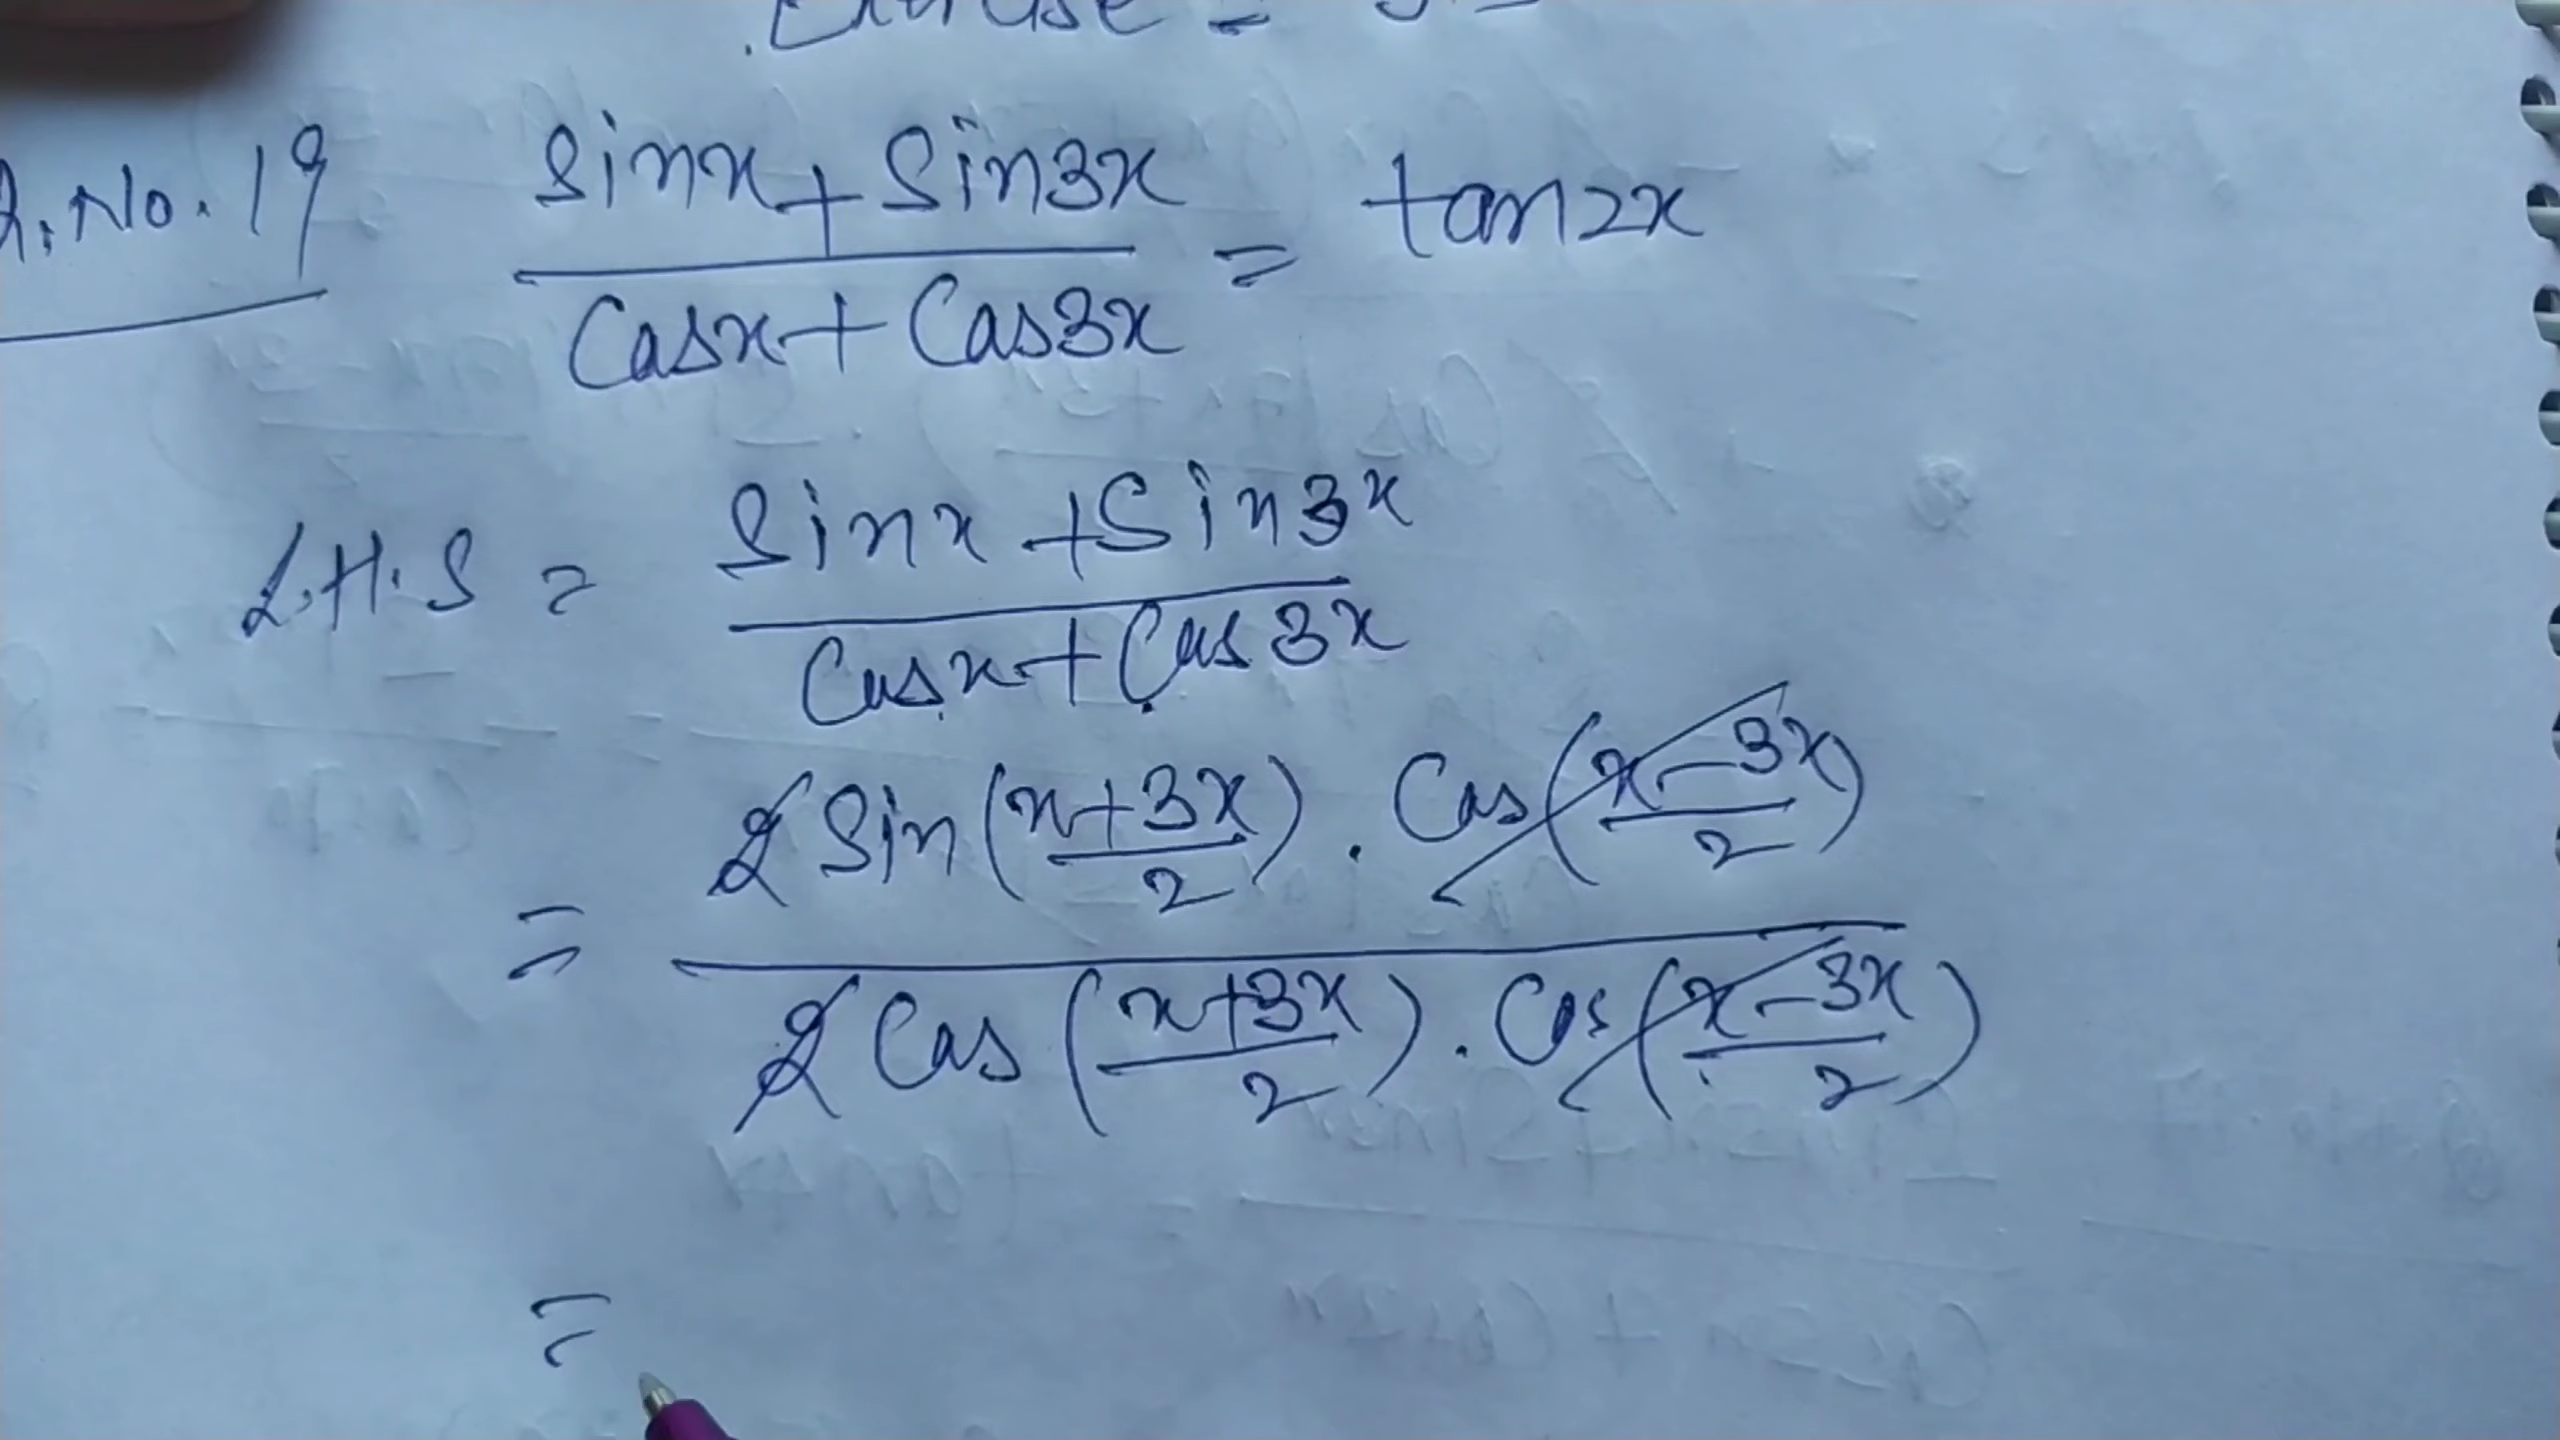 Q. No. 19 sinx + Sin3x / Cosx + Cos3x = tan2x
L.H.S = Sinx + Sin3x / Cosx + Cos3x
= 2 Sin(x+3x/2) . Cos(x-3x/2) / 2 Cos(x+3x/2) . Cos(x-3x/2)
=